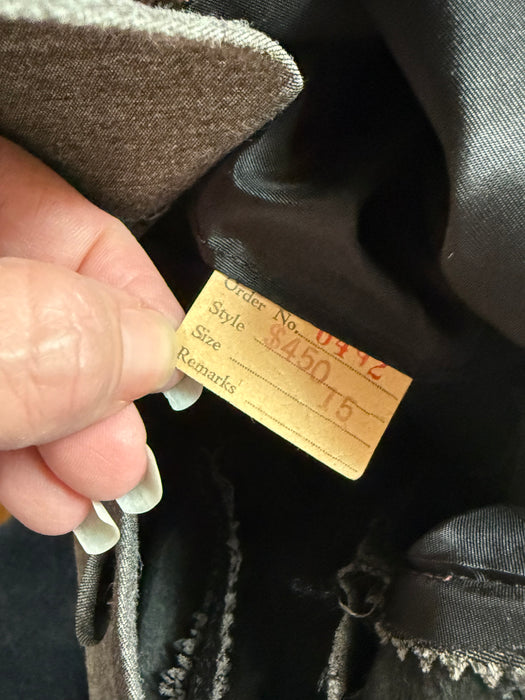 Order No. 0442
Style $450
Size 15
Remarks